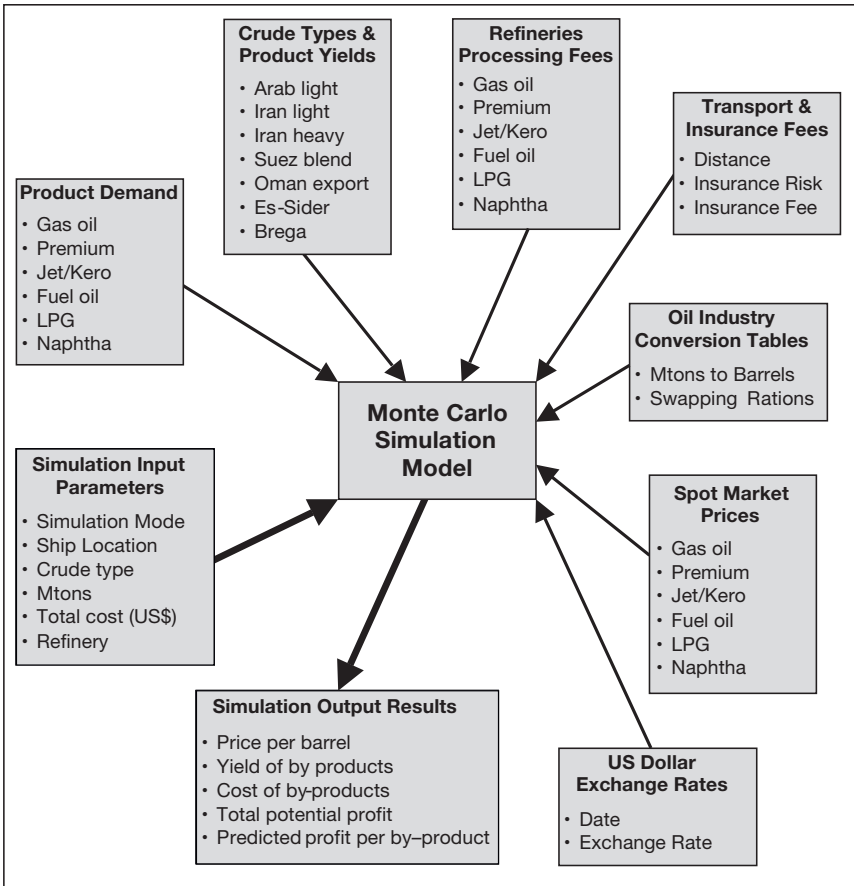 Crude Types &
Product Yields
• Arab light
• Iran light
• Iran heavy
• Suez blend
• Oman export
• Es-Sider
• Brega
Refineries
Processing Fees
• Gas oil
• Premium
• Jet/Kero
• Fuel oil
• LPG
• Naphtha
Transport &
Insurance Fees
• Distance
• Insurance Risk
• Insurance Fee
Product Demand
• Gas oil
• Premium
• Jet/Kero
• Fuel oil
• LPG
• Naphtha
Oil Industry
Conversion Tables
• Mtons to Barrels
• Swapping Rations
Monte Carlo
Simulation
Model
Simulation Input
Parameters
• Simulation Mode
• Ship Location
• Crude type
• Mtons
• Total cost (US$)
• Refinery
Spot Market
Prices
• Gas oil
• Premium
• Jet/Kero
• Fuel oil
• LPG
• Naphtha
Simulation Output Results
• Price per barrel
• Yield of by products
• Cost of by-products
• Total potential profit
• Predicted profit per by–product
US Dollar
Exchange Rates
• Date
• Exchange Rate